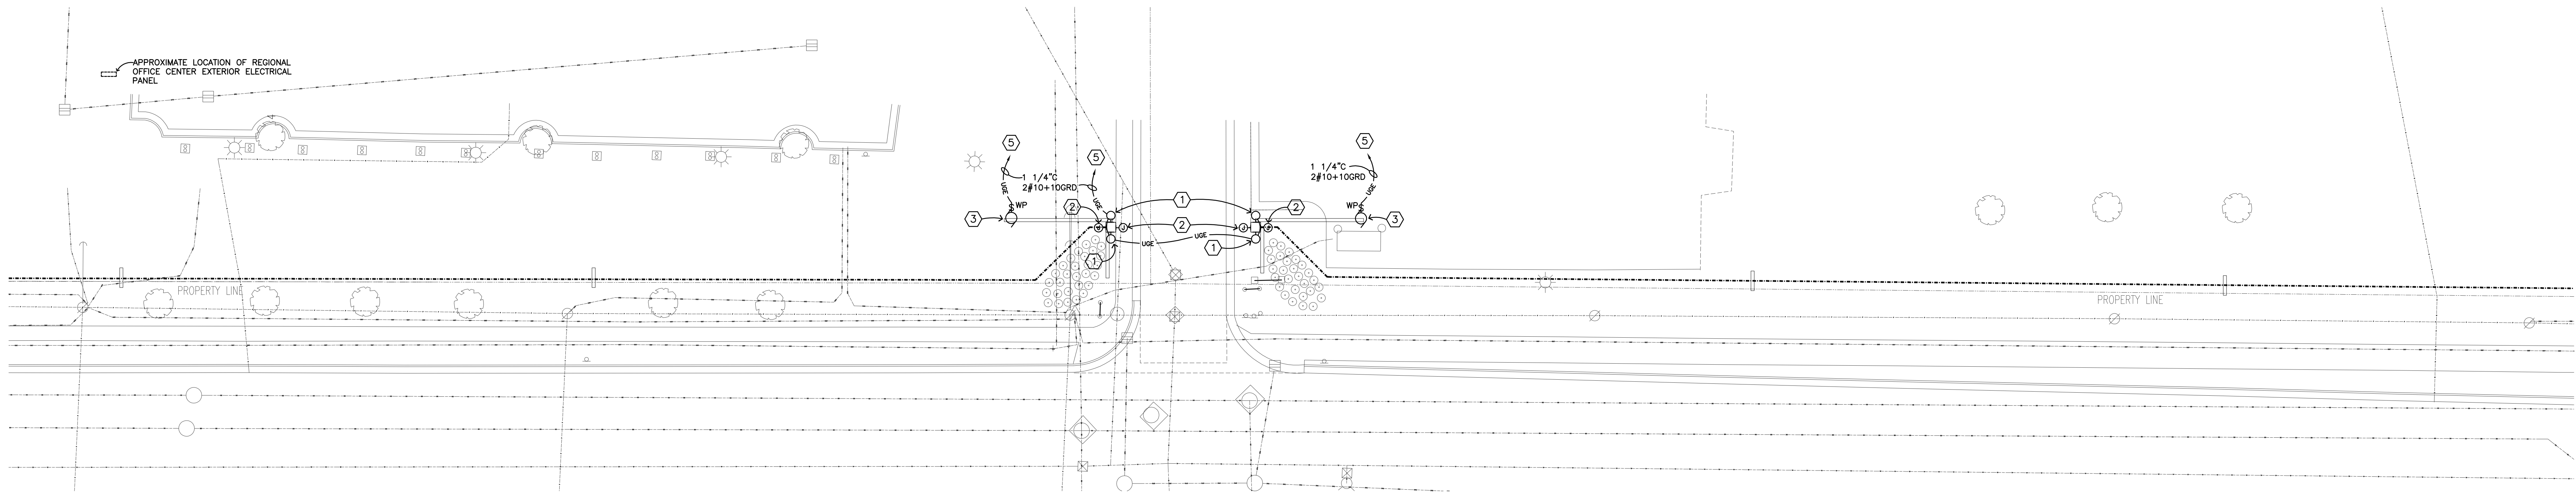 APPROXIMATE LOCATION OF REGIONAL
OFFICE CENTER EXTERIOR ELECTRICAL
PANEL
5
5
5
1 1/4"C
2#10+10GRD
1 1/4"C
2#10+10GRD
UGE
UGE
UGE
$WP
WP$
3
2
1
2
3
J
J
2
J
J
UGE
UGE
1
1
PROPERTY LINE
PROPERTY LINE